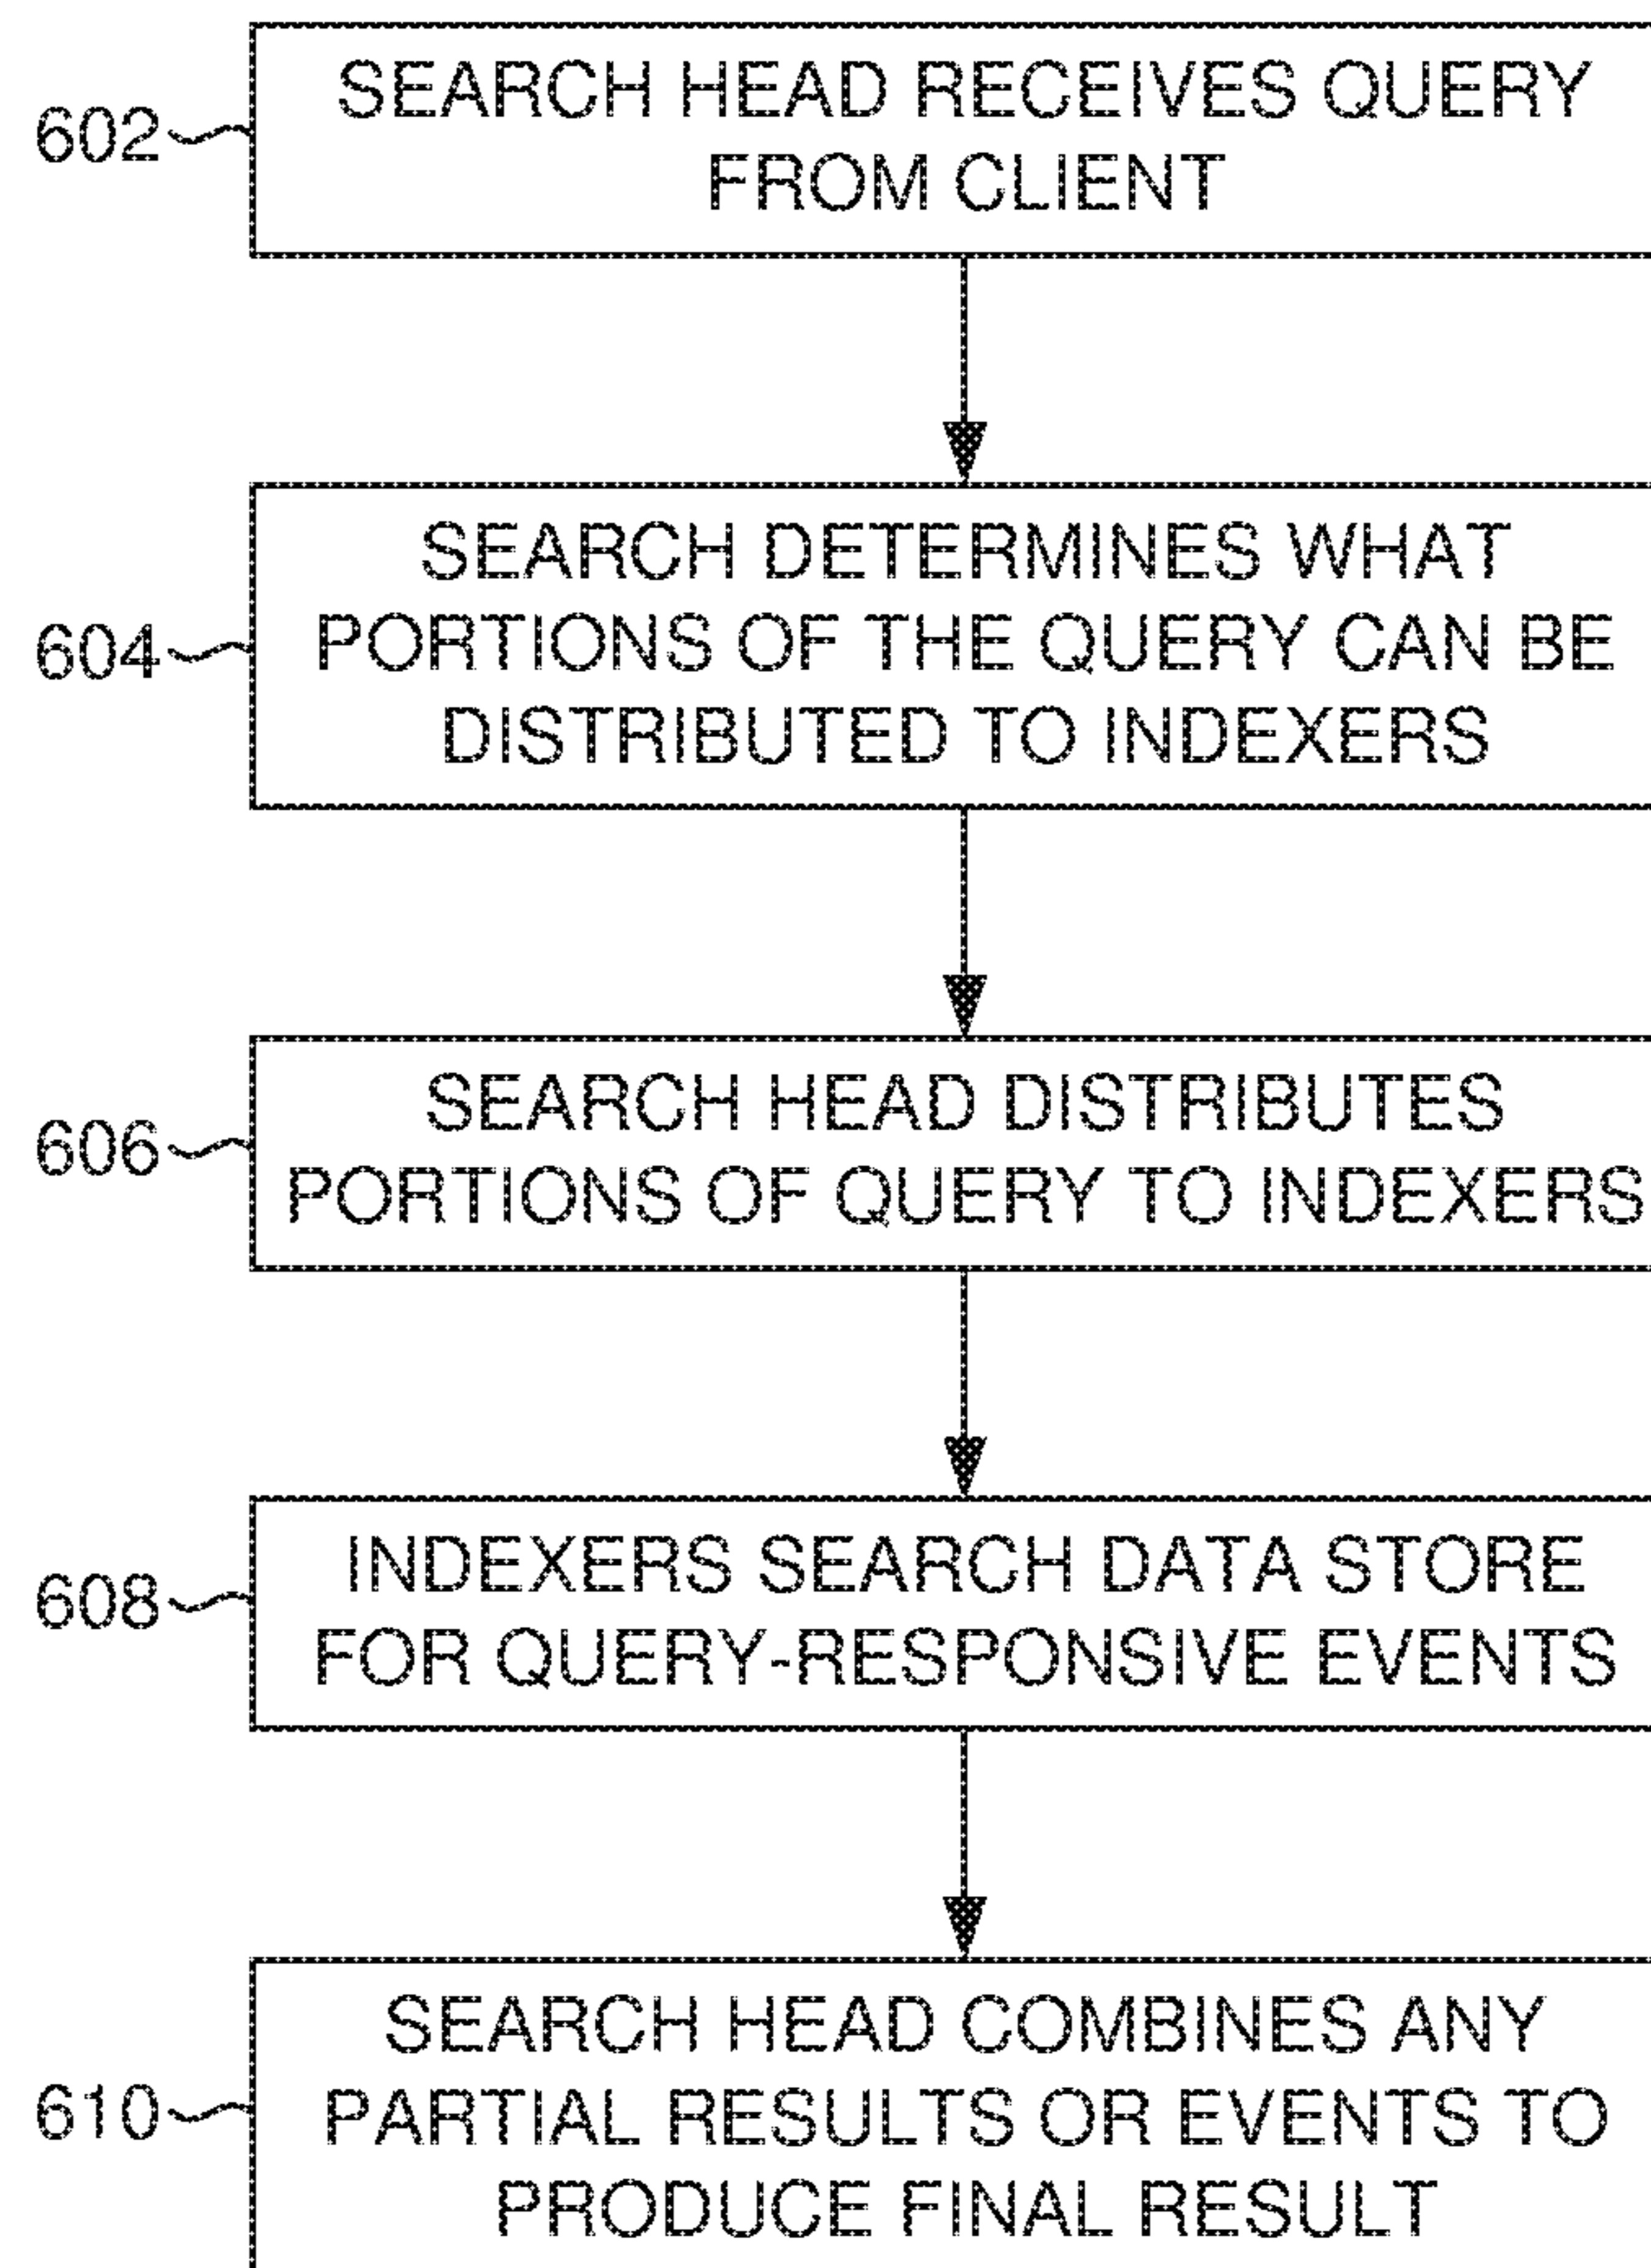 602
SEARCH HEAD RECEIVES QUERY
FROM CLIENT
604
SEARCH DETERMINES WHAT
PORTIONS OF THE QUERY CAN BE
DISTRIBUTED TO INDEXERS
606
SEARCH HEAD DISTRIBUTES
PORTIONS OF QUERY TO INDEXERS
608
INDEXERS SEARCH DATA STORE
FOR QUERY-RESPONSIVE EVENTS
610
SEARCH HEAD COMBINES ANY
PARTIAL RESULTS OR EVENTS TO
PRODUCE FINAL RESULT